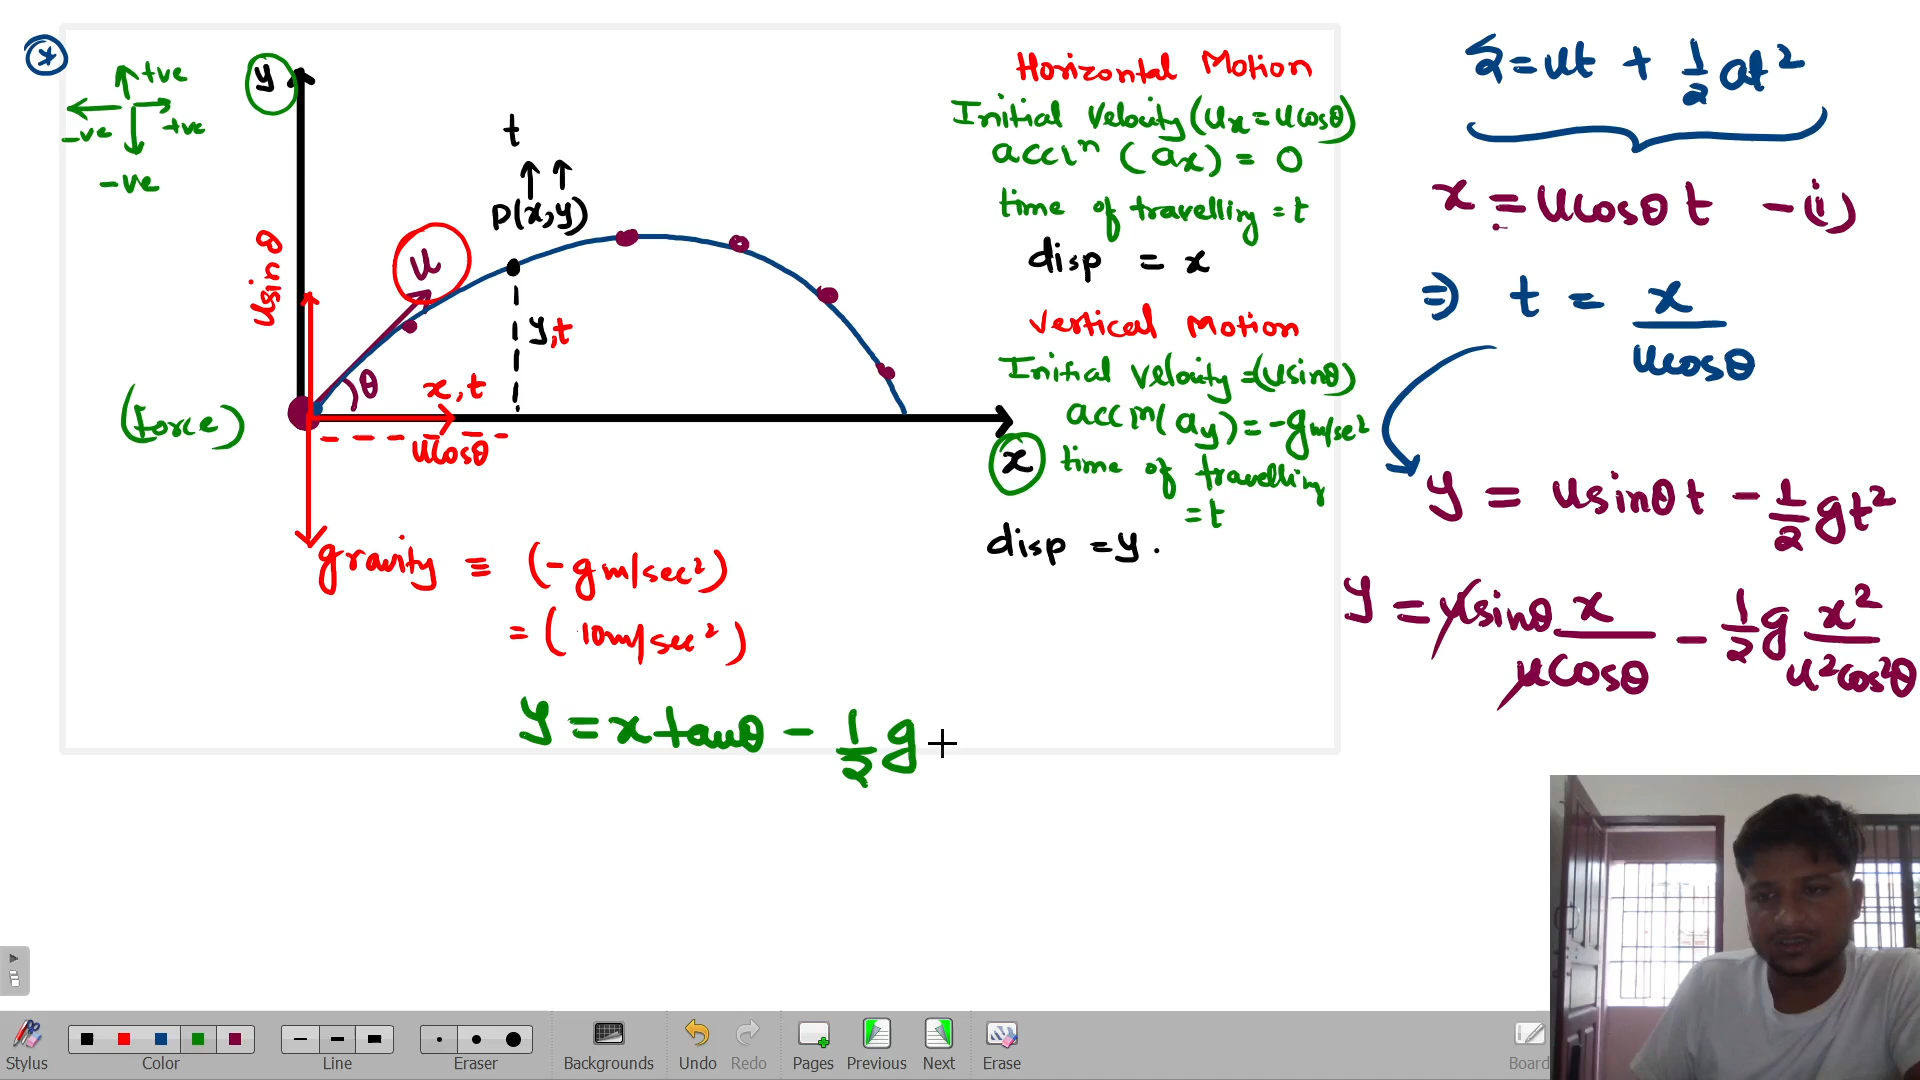 *
+ve
-ve
+ve
-ve
y
t
P(x,y)
u
usinθ
y,t
θ
x,t
(Force)
ucosθ
x
gravity ≡ (-g m/sec²)
= ( 10m/sec²)
y = x tanθ - 1/2 g
Horizontal Motion
Initial velocity (ux = ucosθ)
accl^n (ax) = 0
time of travelling = t
disp = x
Vertical Motion
Initial velocity = (usinθ)
accl^n (ay) = -g m/sec²
time of travelling
= t
disp = y .
S = ut + 1/2 at²
x = ucosθ t - (i)
⇒ t = x/ucosθ
y = usinθ t - 1/2 gt²
y = usinθ x/ucosθ - 1/2 g x²/u²cos²θ
Stylus
Color
Line
Eraser
Backgrounds
Undo
Redo
Pages
Previous
Next
Erase
Board